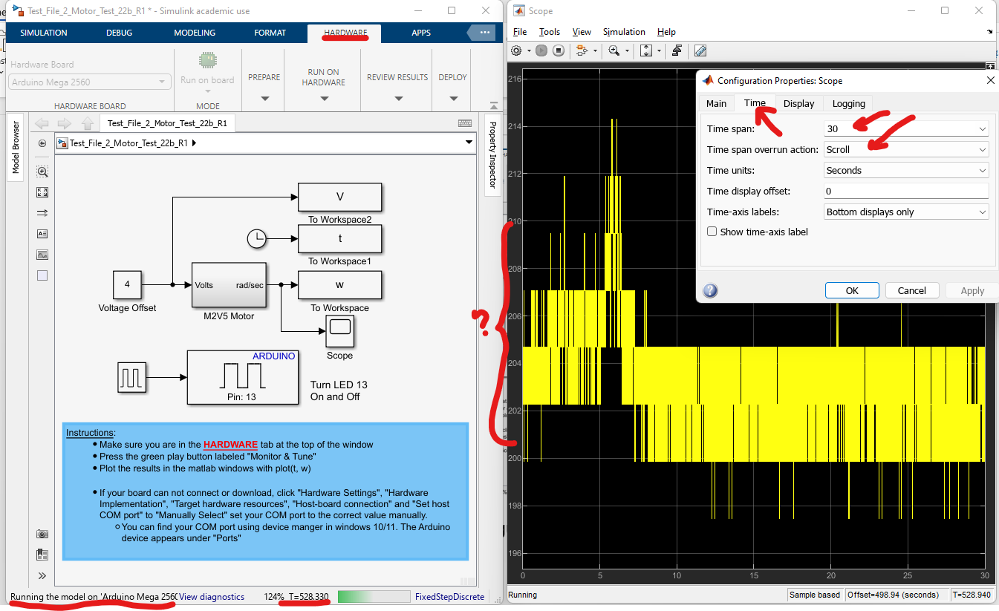 Test_File_2_Motor_Test_22b_R1 * - Simulink academic use
SIMULATION DEBUG MODELING FORMAT HARDWARE APPS
Hardware Board
Arduino Mega 2560
Run on board
PREPARE
RUN ON
HARDWARE
REVIEW RESULTS
DEPLOY
HARDWARE BOARD
MODE
Test_File_2_Motor_Test_22b_R1
Test_File_2_Motor_Test_22b_R1
Model Browser
Property Inspector
V
To Workspace2
t
To Workspace1
4
Voltage Offset
Volts rad/sec
M2V5 Motor
w
To Workspace
Scope
ARDUINO
Pin: 13
Turn LED 13
On and Off
Instructions:
Make sure you are in the HARDWARE tab at the top of the window
Press the green play button labeled "Monitor & Tune"
Plot the results in the matlab windows with plot(t, w)
If your board can not connect or download, click "Hardware Settings", "Hardware
Implementation", "Target hardware resources", "Host-board connection" and "Set host
COM port" to "Manually Select" set your COM port to the correct value manually.
You can find your COM port using device manger in windows 10/11. The Arduino
device appears under "Ports"
Running the model on 'Arduino Mega 256 View diagnostics 124% T=528.330 FixedStepDiscrete
?
Scope
File Tools View Simulation Help
216
214
212
210
208
206
204
202
200
198
196
0 5 10 15 20 25 30
Configuration Properties: Scope
Main Time Display Logging
Time span: 30
Time span overrun action: Scroll
Time units: Seconds
Time display offset: 0
Time-axis labels: Bottom displays only
Show time-axis label
? OK Cancel Apply
Running Sample based Offset=498.94 (seconds) T=528.940